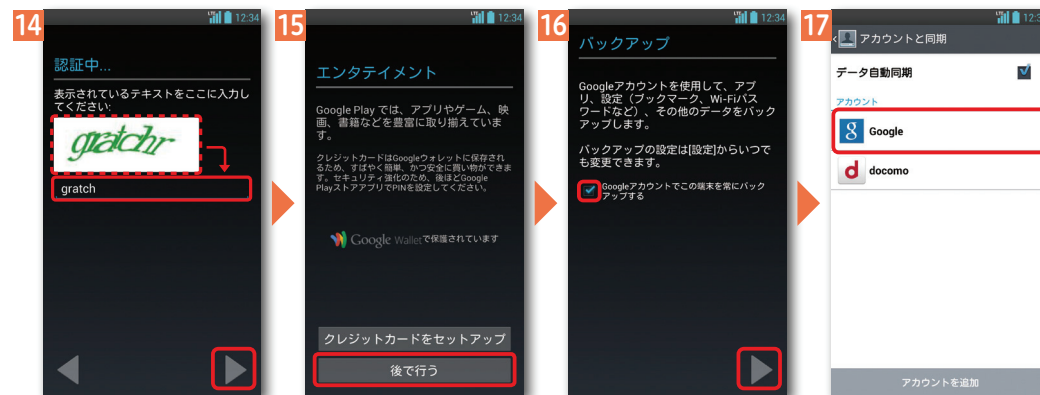 14
LTE 12:34
認証中...
表示されているテキストをここに入力し
てください:
gratchr
gratch
15
LTE 12:34
エンタテイメント
Google Play では、アプリやゲーム、映
画、書籍などを豊富に取り揃えていま
す。
クレジットカードはGoogleウォレットに保存され
るため、すばやく簡単、かつ安全に買い物ができま
す。セキュリティ強化のため、後ほどGoogle
PlayストアアプリでPINを設定してください。
Google Walletで保護されています
クレジットカードをセットアップ
後で行う
16
LTE 12:34
バックアップ
Googleアカウントを使用して、アプ
リ、設定（ブックマーク、Wi-Fiパス
ワードなど）、その他のデータをバック
アップします。
バックアップの設定は[設定]からいつで
も変更できます。
Googleアカウントでこの端末を常にバック
アップする
17
LTE 12:3
アカウントと同期
データ自動同期
アカウント
8 Google
d docomo
アカウントを追加